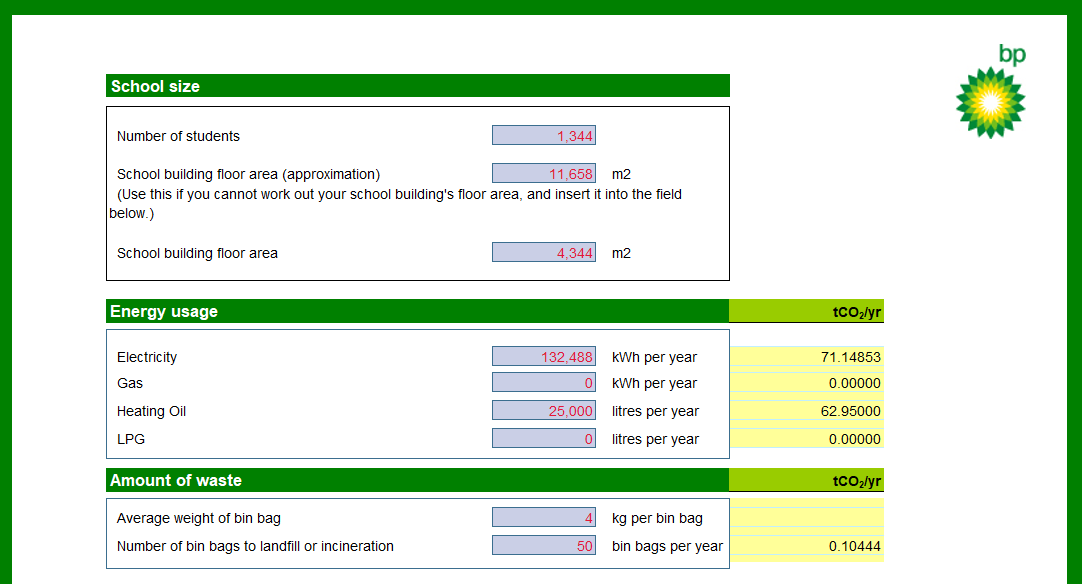 bp
School size
Number of students 1,344
School building floor area (approximation) 11,658 m2
(Use this if you cannot work out your school building's floor area, and insert it into the field
below.)
School building floor area 4,344 m2
Energy usage tCO₂/yr
Electricity 132,488 kWh per year 71.14853
Gas 0 kWh per year 0.00000
Heating Oil 25,000 litres per year 62.95000
LPG 0 litres per year 0.00000
Amount of waste tCO₂/yr
Average weight of bin bag 4 kg per bin bag
Number of bin bags to landfill or incineration 50 bin bags per year 0.10444